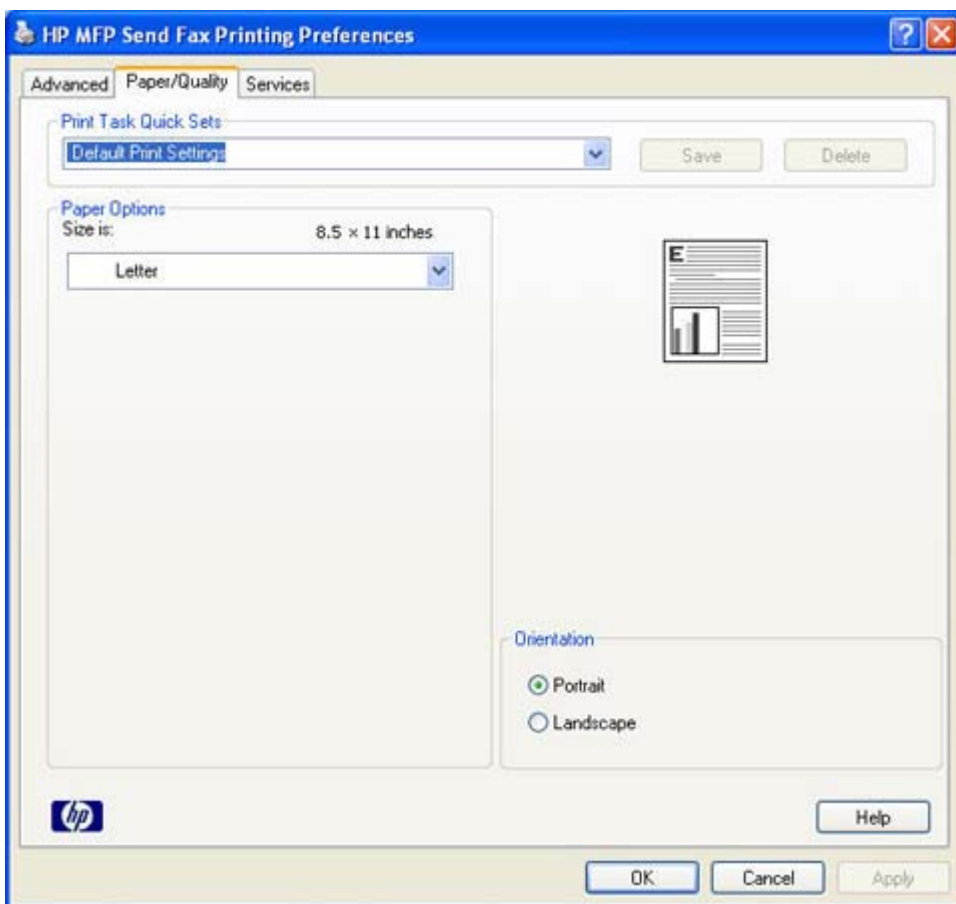 HP MFP Send Fax Printing Preferences
Advanced Paper/Quality Services
Print Task Quick Sets
Default Print Settings Save Delete
Paper Options
Size is: 8.5 × 11 inches
Letter
E
Orientation
Portrait
Landscape
hp Help
OK Cancel Apply